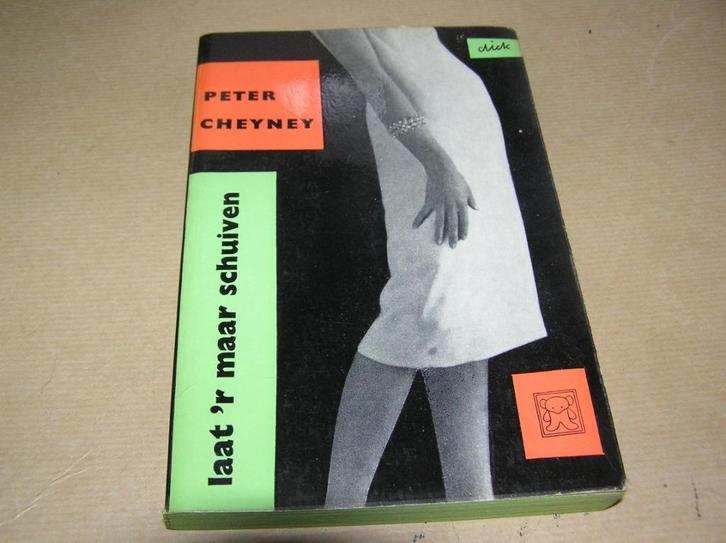 dick
PETER
CHEYNEY
laat 'r maar schuiven